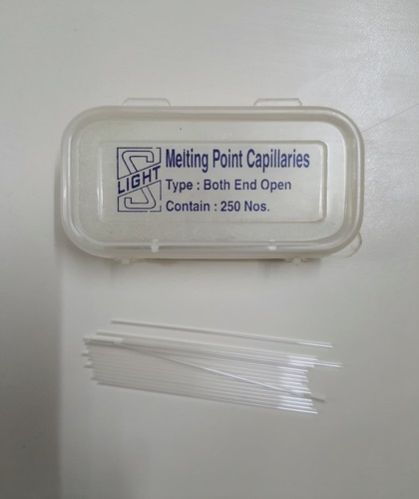 LIGHT
Melting Point Capillaries
Type : Both End Open
Contain : 250 Nos.